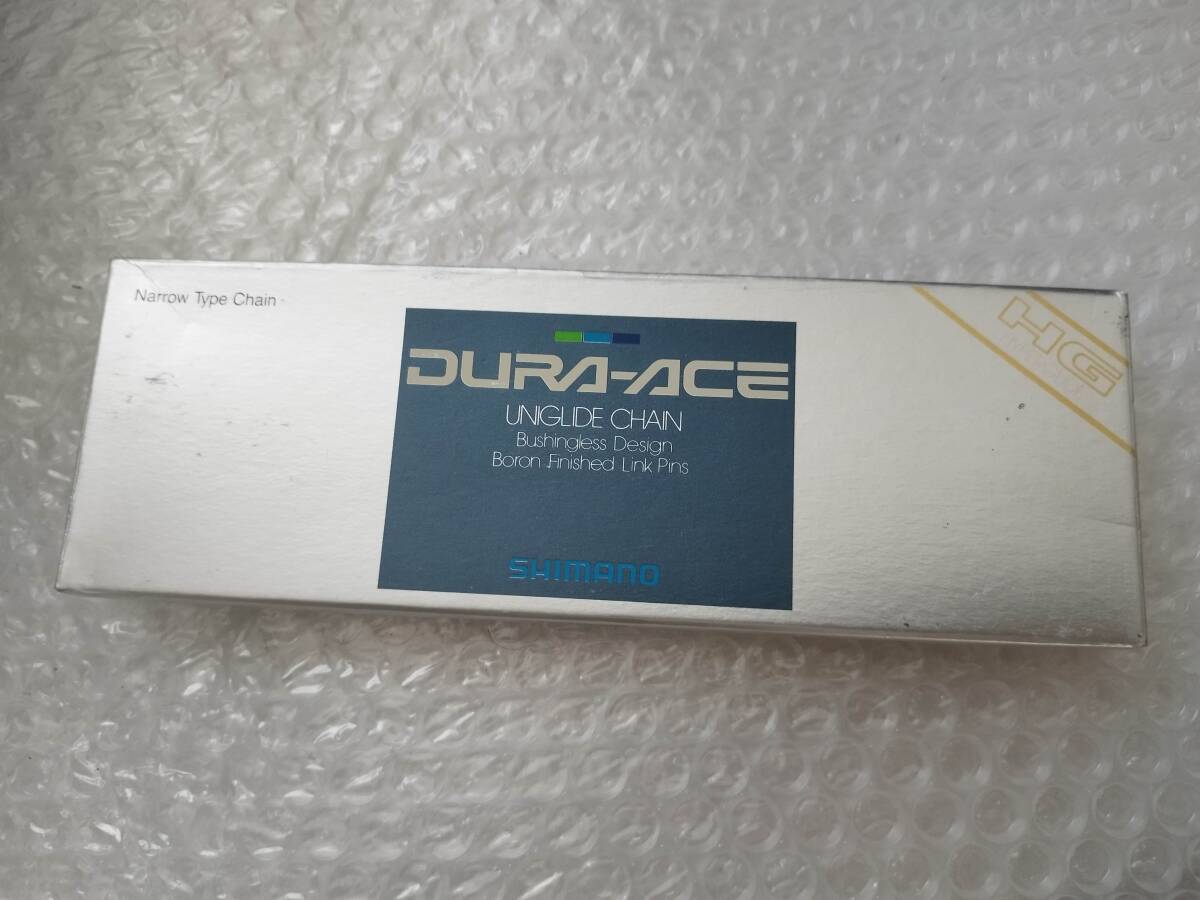 Narrow Type Chain
HG
DURA-ACE
UNIGLIDE CHAIN
Bushingless Design
Boron Finished Link Pins
SHIMANO